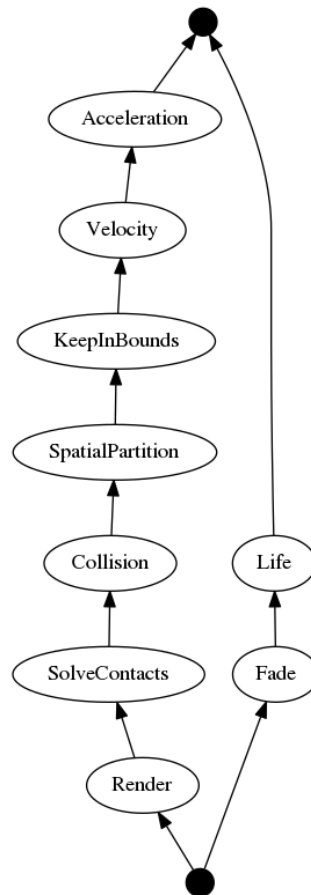 Acceleration
Velocity
KeepInBounds
SpatialPartition
Collision
Life
SolveContacts
Fade
Render